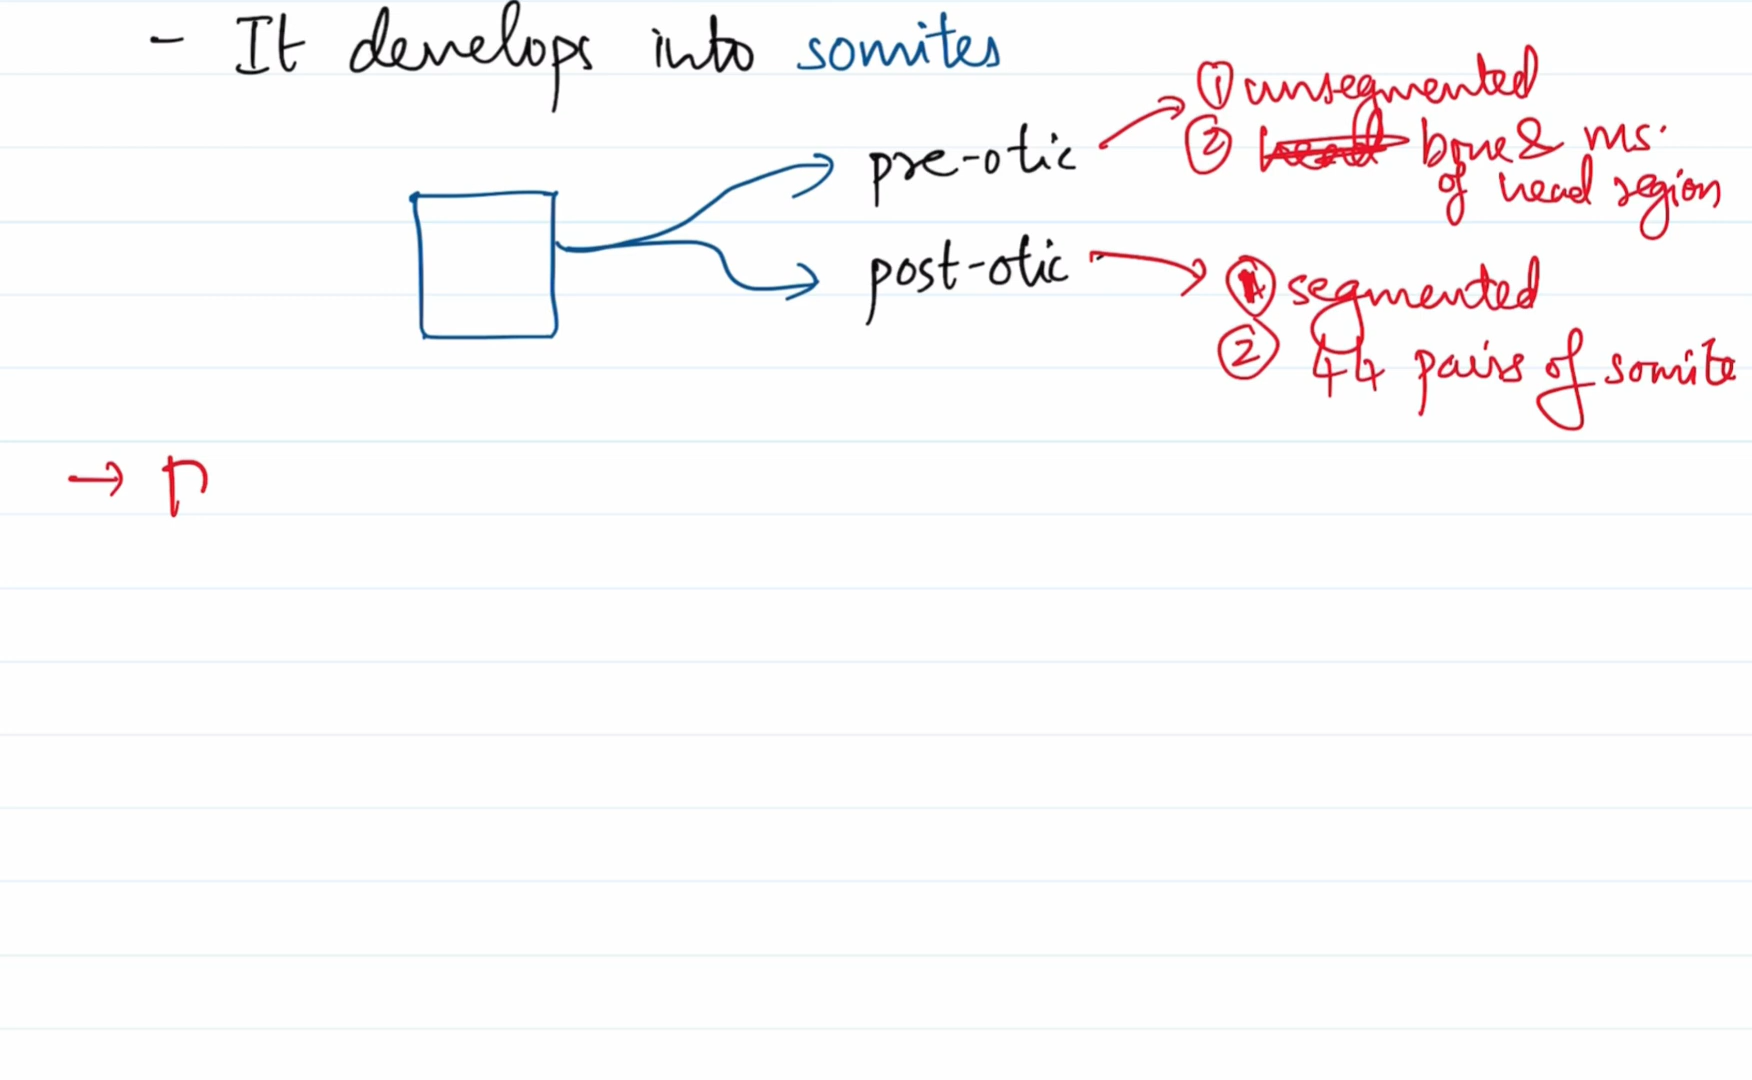 - It develops into somites
pre-otic → ① unsegmented
② bone & ms. of head region
post-otic → ① segmented
② 44 pairs of somite
→